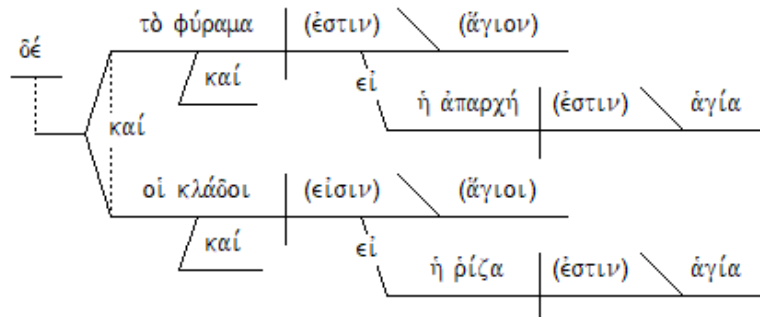 τὸ φύραμα (ἐστιν) (ἅγιον)
δέ
καί εἰ
ἡ ἀπαρχή (ἐστιν) ἁγία
καί
οἱ κλάδοι (εἰσιν) (ἅγιοι)
καί εἰ
ἡ ῥίζα (ἐστιν) ἁγία